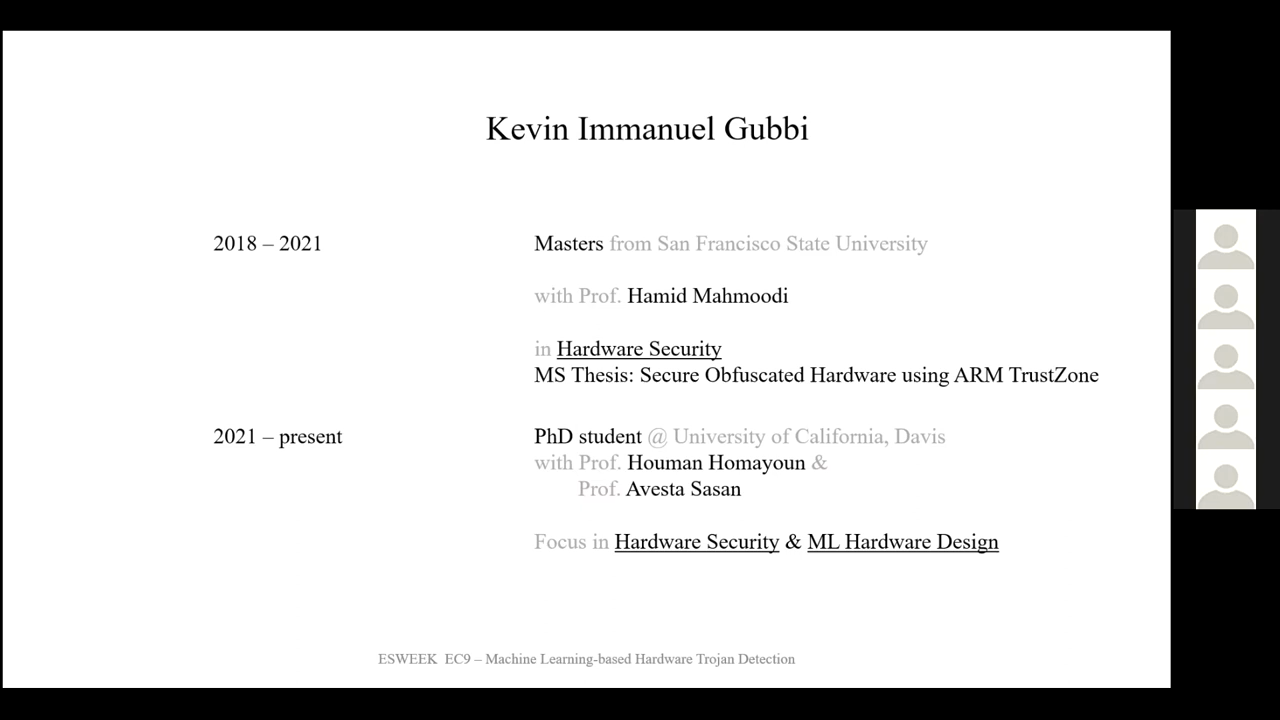 Kevin Immanuel Gubbi
2018 – 2021
Masters from San Francisco State University
with Prof. Hamid Mahmoodi
in Hardware Security
MS Thesis: Secure Obfuscated Hardware using ARM TrustZone
2021 – present
PhD student @ University of California, Davis
with Prof. Houman Homayoun &
Prof. Avesta Sasan
Focus in Hardware Security & ML Hardware Design
ESWEEK EC9 – Machine Learning-based Hardware Trojan Detection